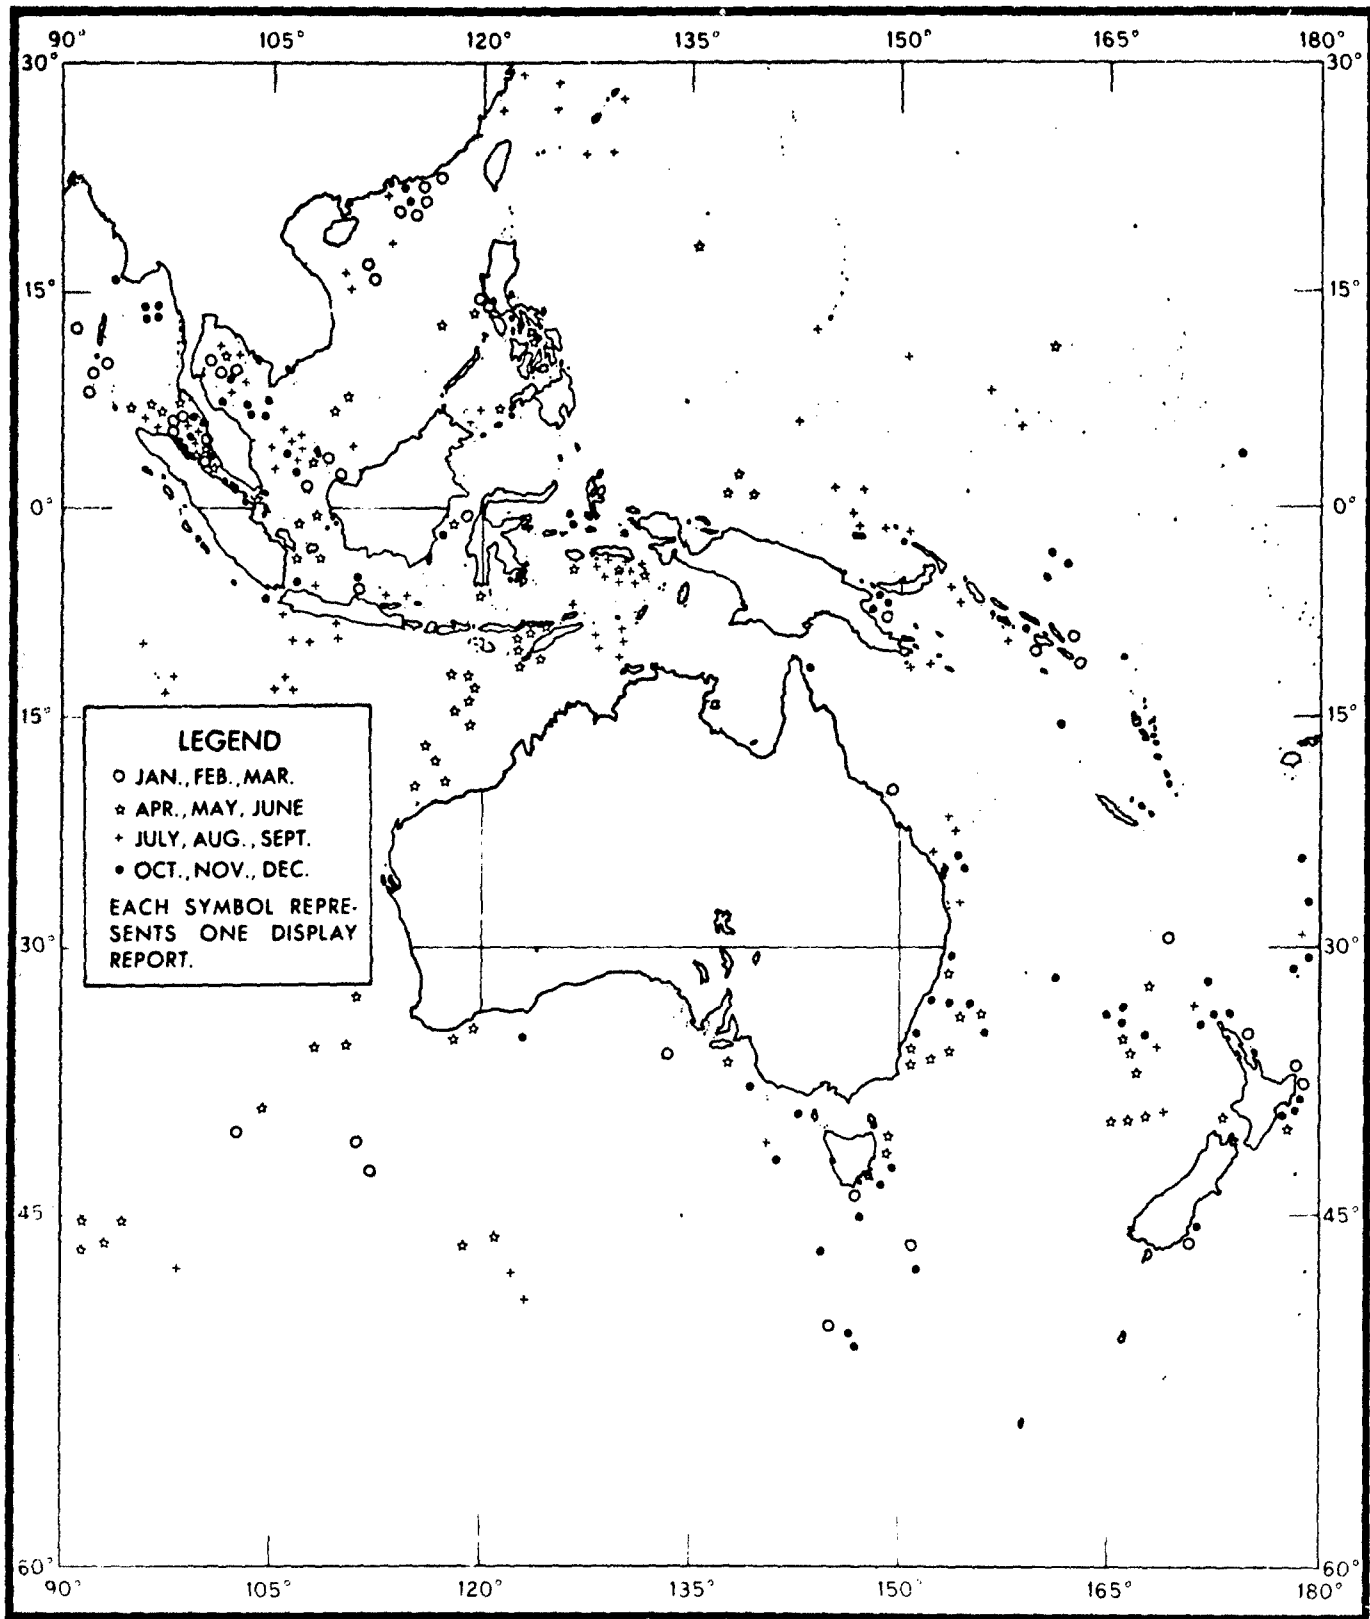 90° 105° 120° 135° 150° 165° 180°
30° 30°
15° 15°
0° 0°
15° 15°
LEGEND
○ JAN., FEB., MAR.
☆ APR., MAY, JUNE
+ JULY, AUG., SEPT.
• OCT., NOV., DEC.
EACH SYMBOL REPRE-
SENTS ONE DISPLAY
REPORT.
30° 30°
45° 45°
60° 60°
90° 105° 120° 135° 150° 165° 180°